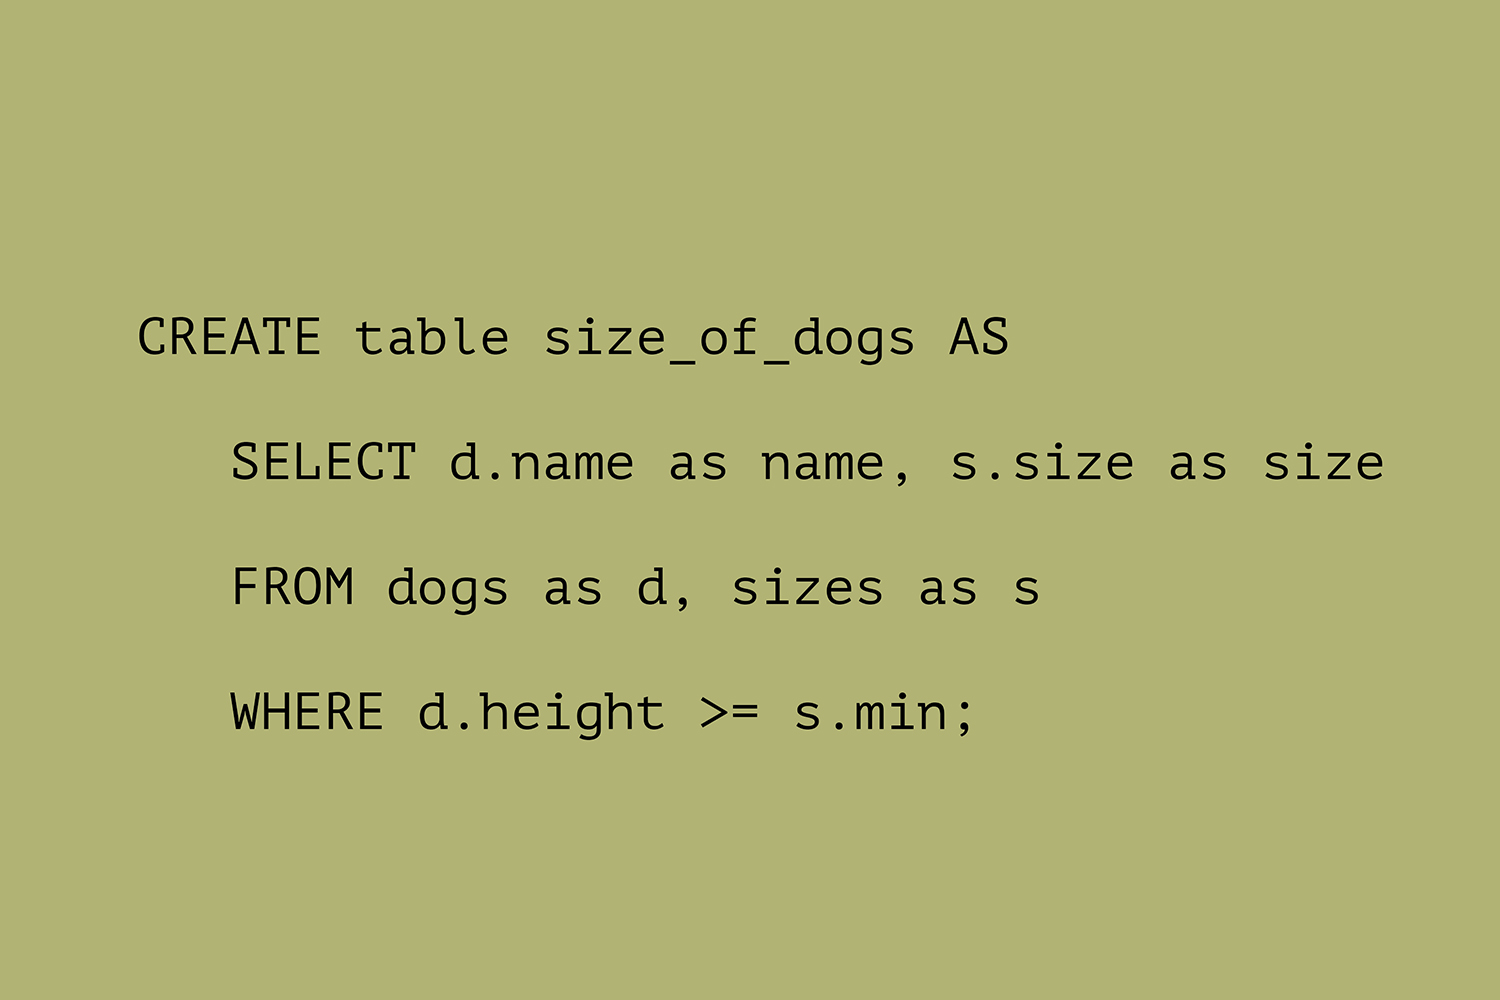 CREATE table size_of_dogs AS
SELECT d.name as name, s.size as size
FROM dogs as d, sizes as s
WHERE d.height >= s.min;